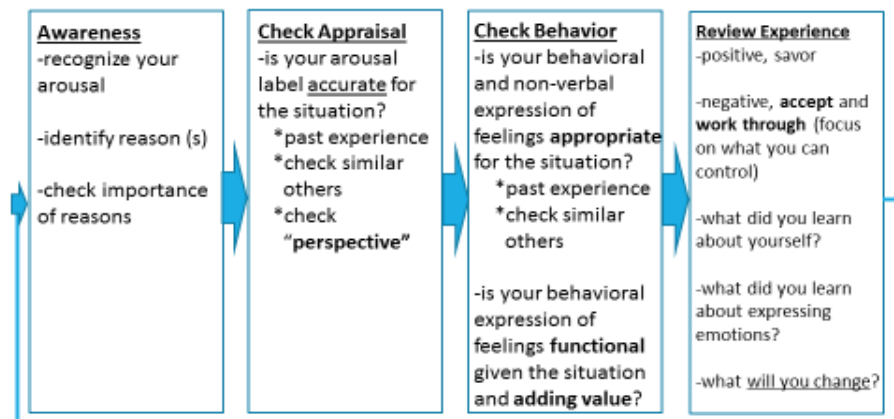 Awareness
-recognize your
arousal
-identify reason (s)
-check importance
of reasons
Check Appraisal
-is your arousal
label accurate for
the situation?
*past experience
*check similar
others
*check
“perspective”
Check Behavior
-is your behavioral
and non-verbal
expression of
feelings appropriate
for the situation?
*past experience
*check similar
others
-is your behavioral
expression of
feelings functional
given the situation
and adding value?
Review Experience
-positive, savor
-negative, accept and
work through (focus
on what you can
control)
-what did you learn
about yourself?
-what did you learn
about expressing
emotions?
-what will you change?